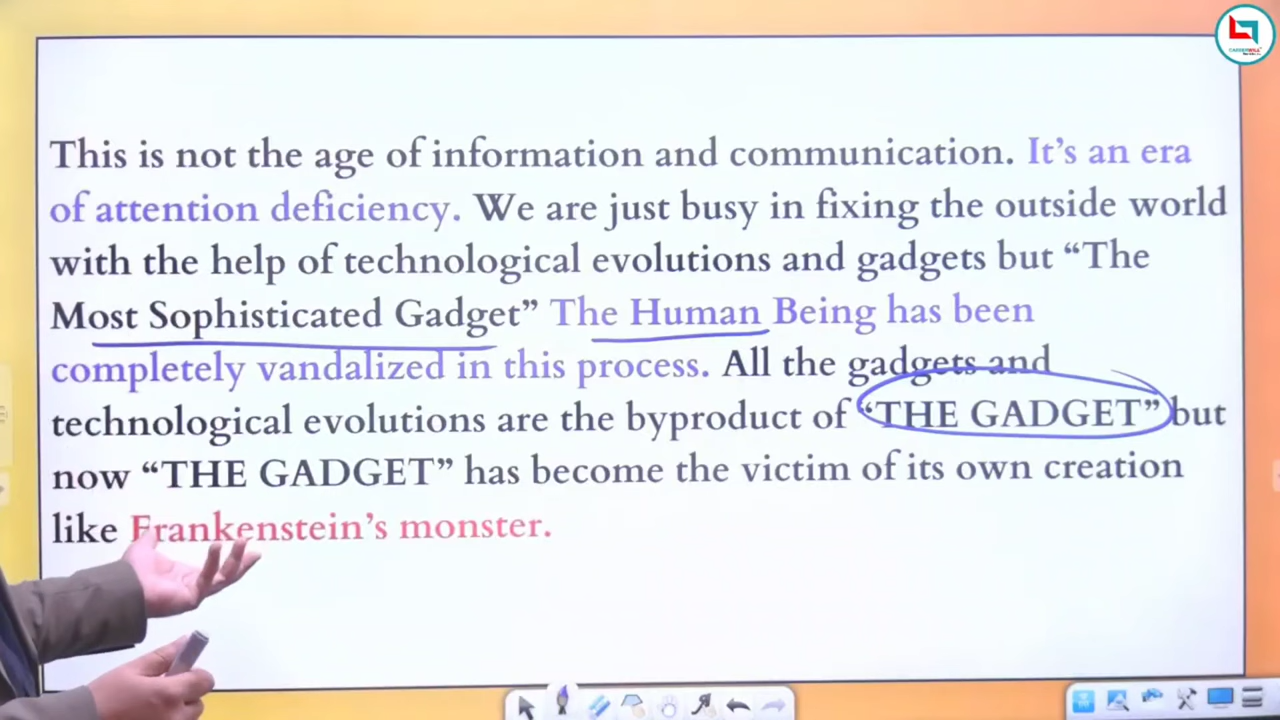 This is not the age of information and communication. It’s an era
of attention deficiency. We are just busy in fixing the outside world
with the help of technological evolutions and gadgets but “The
Most Sophisticated Gadget” The Human Being has been
completely vandalized in this process. All the gadgets and
technological evolutions are the byproduct of “THE GADGET” but
now “THE GADGET” has become the victim of its own creation
like Frankenstein’s monster.
CAREERWILL